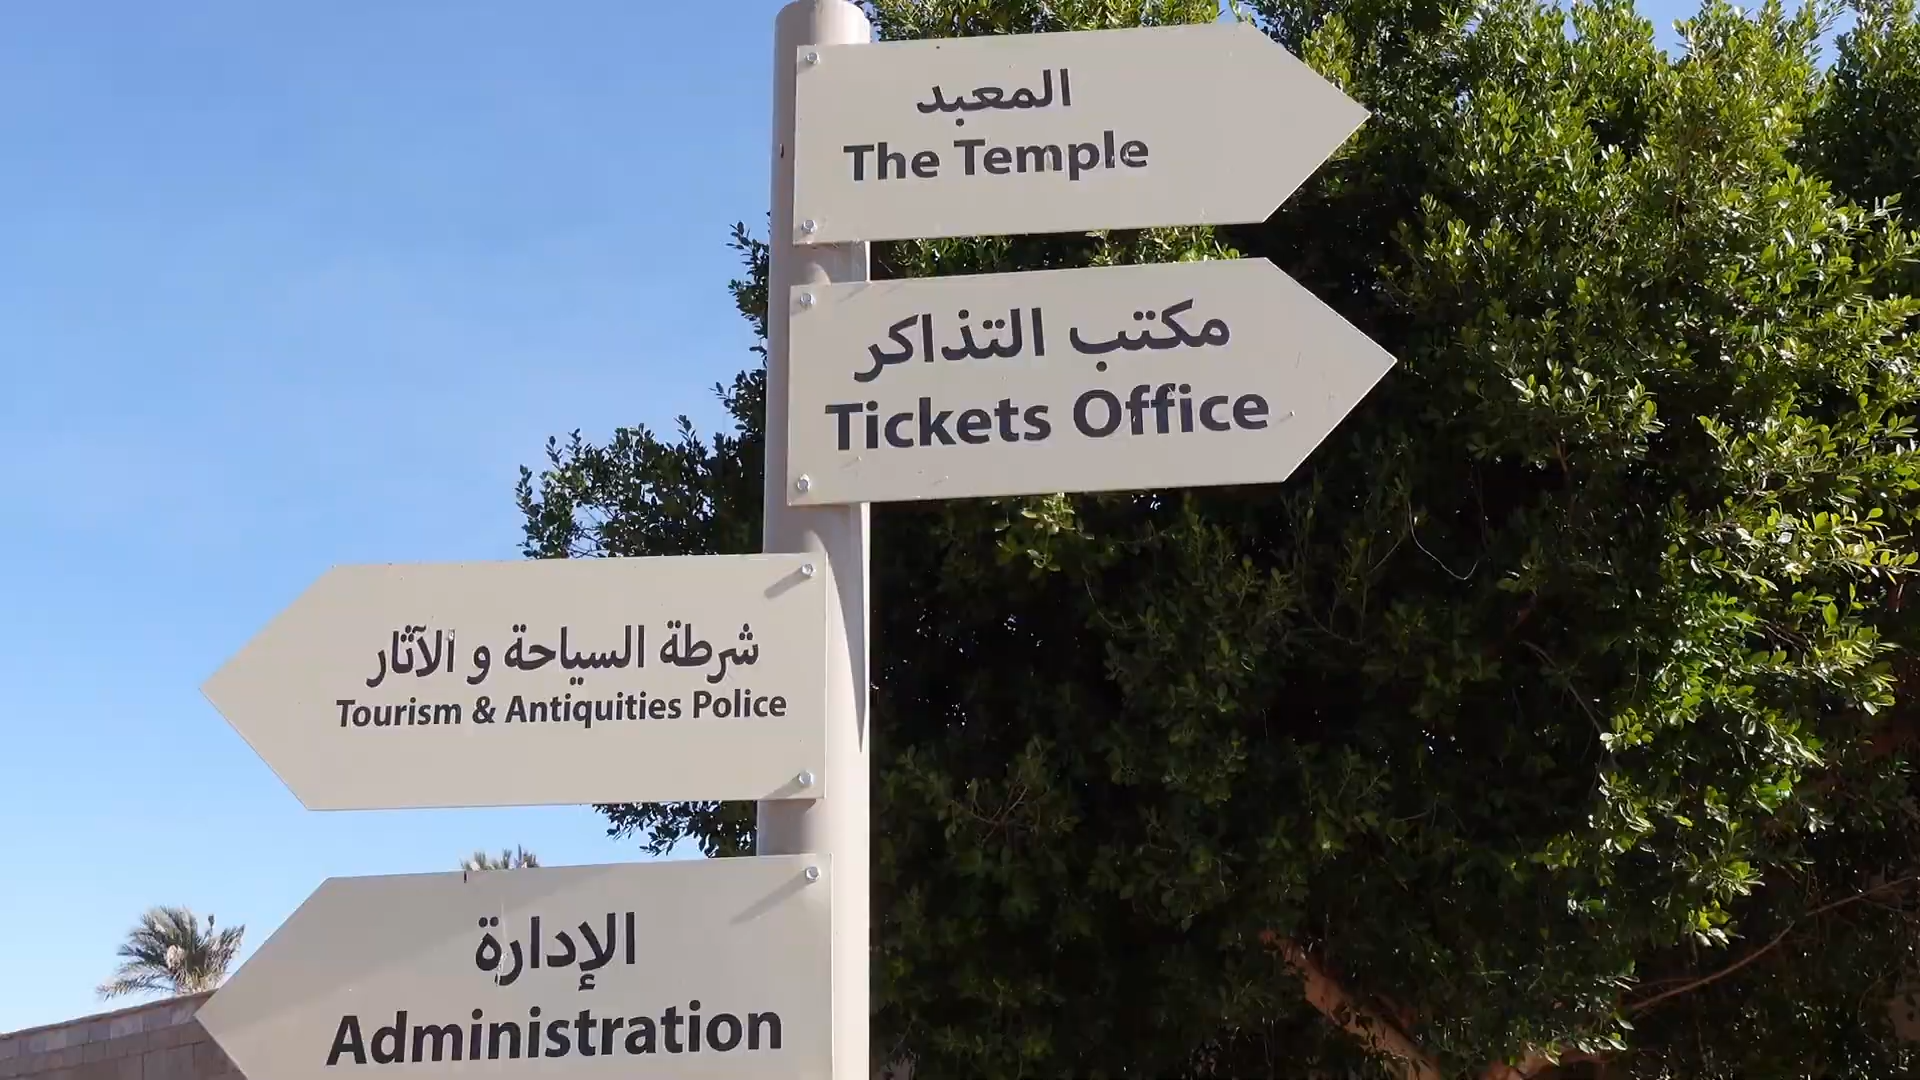 المعبد
The Temple
مكتب التذاكر
Tickets Office
شرطة السياحة و الآثار
Tourism & Antiquities Police
الإدارة
Administration